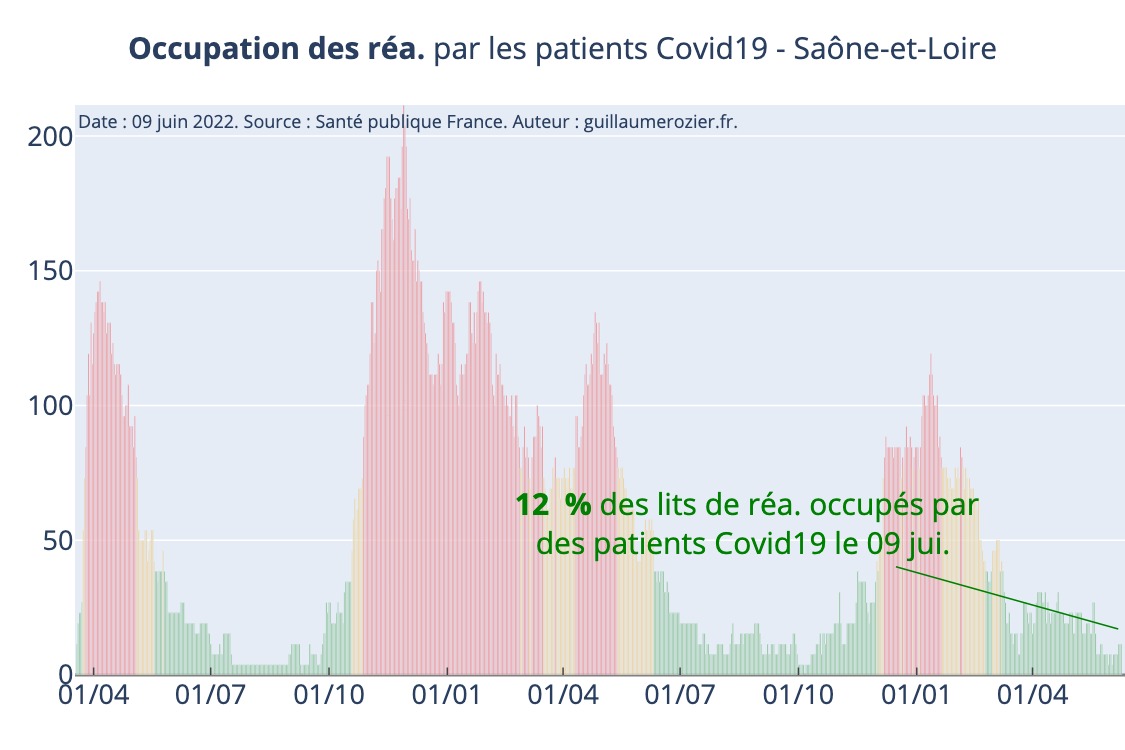 Occupation des réa. par les patients Covid19 - Saône-et-Loire
Date : 09 juin 2022. Source : Santé publique France. Auteur : guillaumerozier.fr.
200
150
100
50
0
12 % des lits de réa. occupés par
des patients Covid19 le 09 jui.
01/04 01/07 01/10 01/01 01/04 01/07 01/10 01/01 01/04